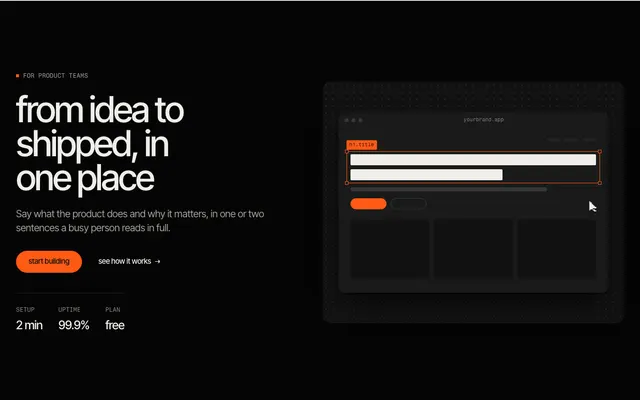 FOR PRODUCT TEAMS
from idea to
shipped, in
one place
Say what the product does and why it matters, in one or two
sentences a busy person reads in full.
start building
see how it works →
SETUP
UPTIME
PLAN
2 min
99.9%
free
yourbrand.app
H1.title